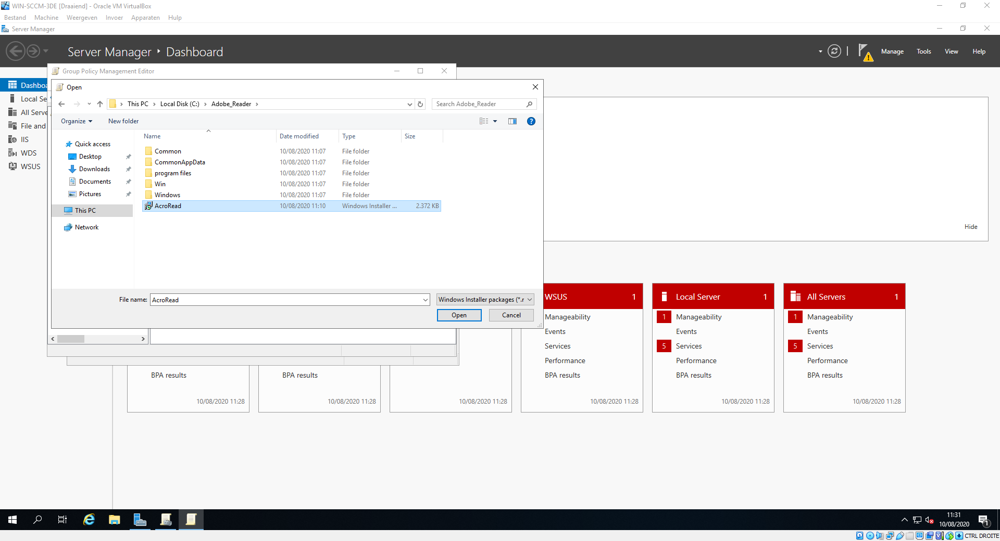 WIN-SCCM-3DE [Draaiend] - Oracle VM VirtualBox
Bestand Machine Weergeven Invoer Apparaten Hulp
Server Manager
Server Manager Dashboard
Manage Tools View Help
Group Policy Management Editor
Dashboa
Local Se
All Serve
File and
IIS
WDS
WSUS
Open
This PC Local Disk (C:) Adobe_Reader
Search Adobe_Reader
Organize New folder
Quick access
Desktop
Downloads
Documents
Pictures
This PC
Network
Name Date modified Type Size
Common 10/08/2020 11:07 File folder
CommonAppData 10/08/2020 11:07 File folder
program files 10/08/2020 11:07 File folder
Win 10/08/2020 11:07 File folder
Windows 10/08/2020 11:07 File folder
AcroRead 10/08/2020 11:10 Windows Installer ... 2.372 KB
File name: AcroRead
Windows Installer packages (*.r
Open Cancel
Hide
BPA results
10/08/2020 11:28
BPA results
10/08/2020 11:28
10/08/2020 11:28
WSUS 1
Manageability
Events
Services
Performance
BPA results
10/08/2020 11:28
Local Server 1
1 Manageability
Events
5 Services
Performance
BPA results
10/08/2020 11:28
All Servers 1
1 Manageability
Events
5 Services
Performance
BPA results
10/08/2020 11:28
11:31
10/08/2020
1
CTRL DROITE